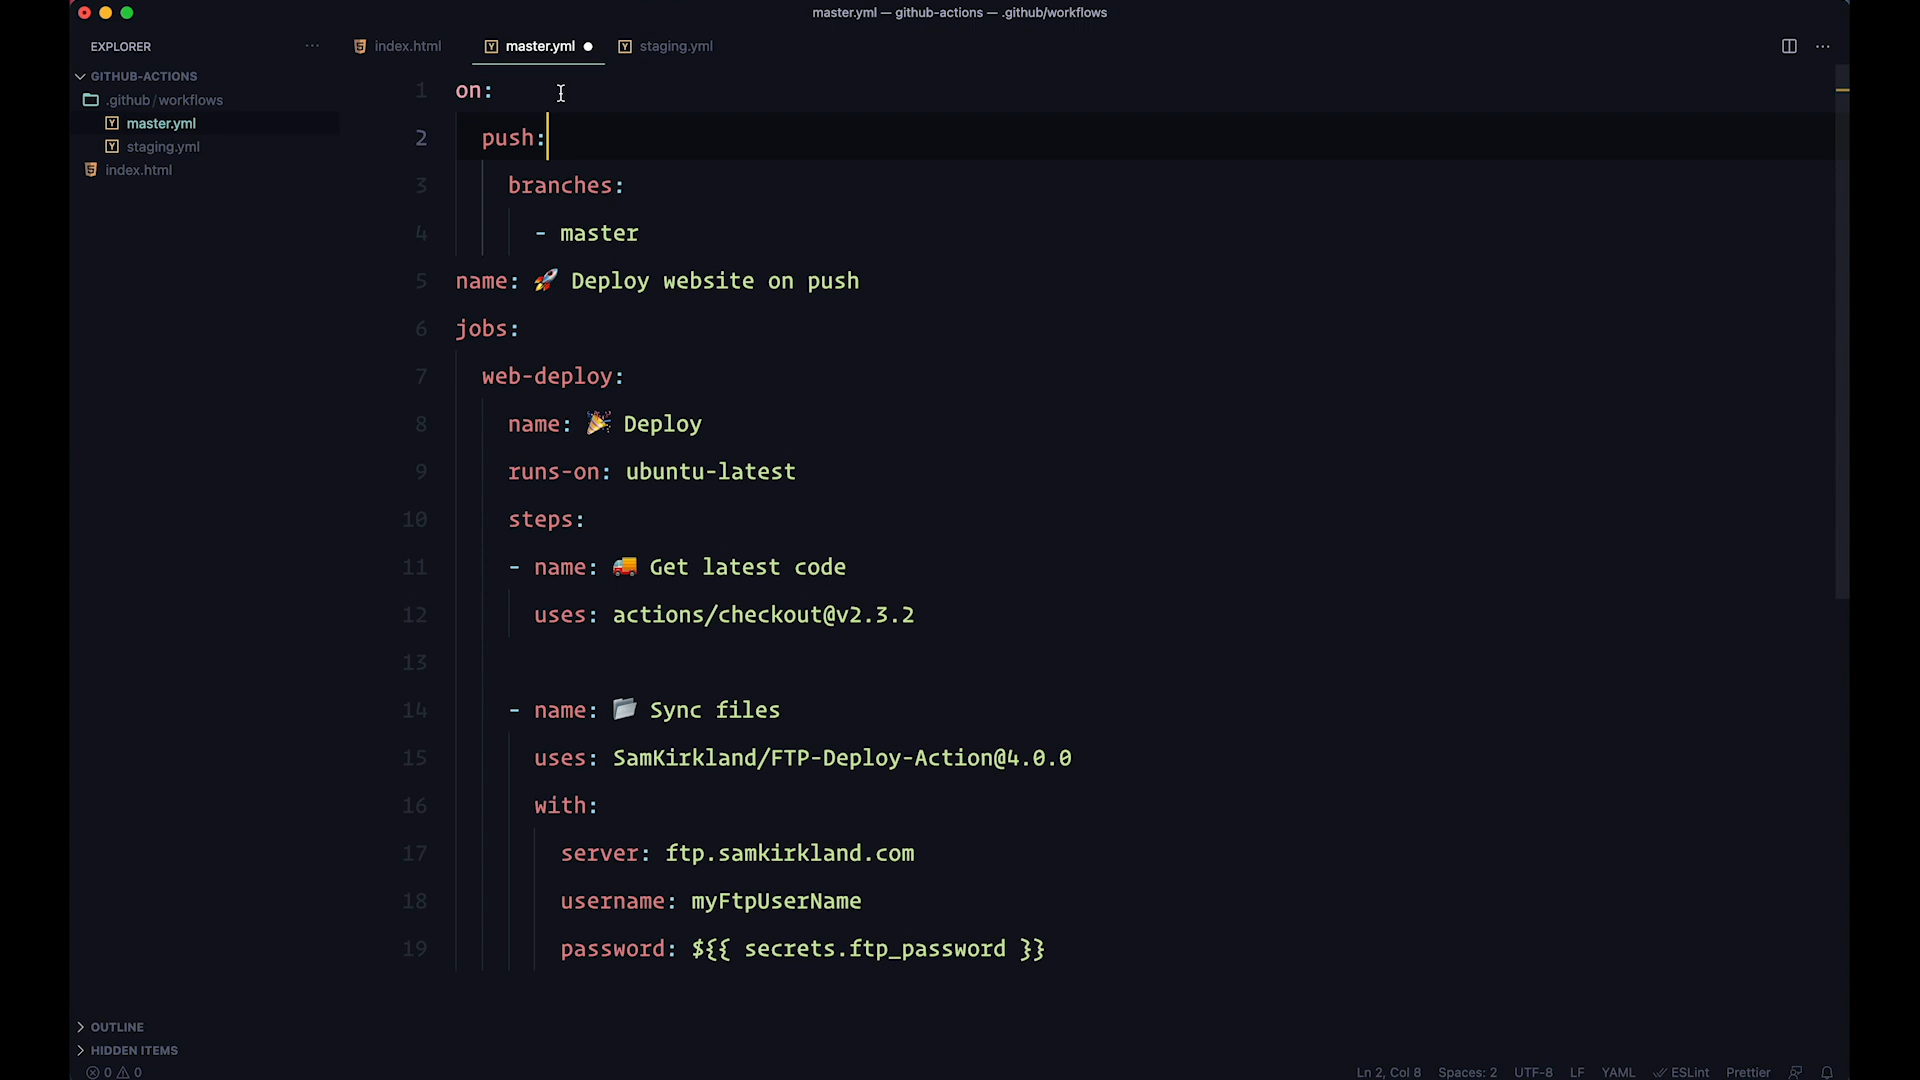 master.yml — github-actions — .github/workflows
EXPLORER
index.html
master.yml
staging.yml
GITHUB-ACTIONS
.github/workflows
master.yml
staging.yml
index.html
1 on:
2 push:
3 branches:
4 - master
5 name: 🚀 Deploy website on push
6 jobs:
7 web-deploy:
8 name: 🎉 Deploy
9 runs-on: ubuntu-latest
10 steps:
11 - name: 🚚 Get latest code
12 uses: actions/checkout@v2.3.2
13
14 - name: 📂 Sync files
15 uses: SamKirkland/FTP-Deploy-Action@4.0.0
16 with:
17 server: ftp.samkirkland.com
18 username: myFtpUserName
19 password: ${{ secrets.ftp_password }}
OUTLINE
HIDDEN ITEMS
0 0
Ln 2, Col 8 Spaces: 2 UTF-8 LF YAML ESLint Prettier